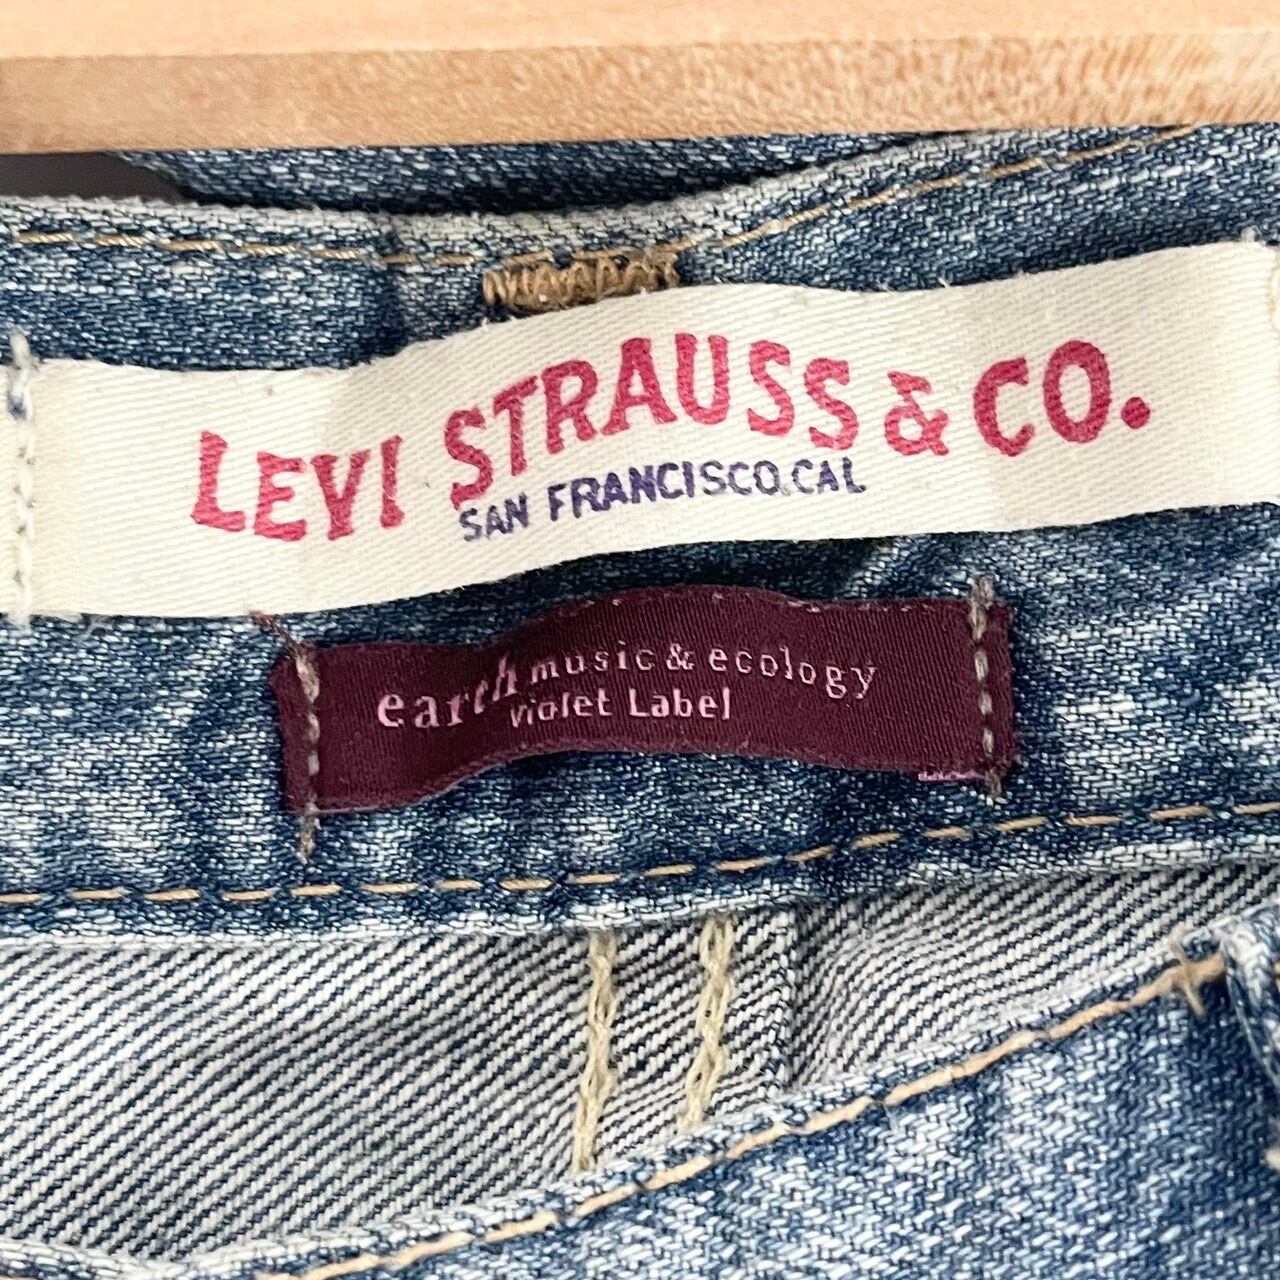 LEVI STRAUSS & CO.
SAN FRANCISCO.CAL
earth music & ecology
Violet Label